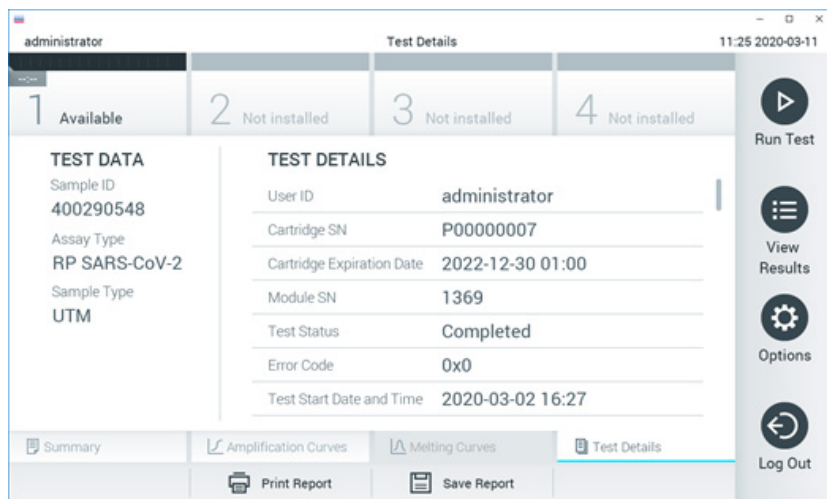 administrator
Test Details
11:25 2020-03-11
--:--
1 Available
2 Not installed
3 Not installed
4 Not installed
TEST DATA
Sample ID
400290548
Assay Type
RP SARS-CoV-2
Sample Type
UTM
TEST DETAILS
User ID administrator
Cartridge SN P00000007
Cartridge Expiration Date 2022-12-30 01:00
Module SN 1369
Test Status Completed
Error Code 0x0
Test Start Date and Time 2020-03-02 16:27
Run Test
View
Results
Options
Log Out
Summary
Amplification Curves
Melting Curves
Test Details
Print Report
Save Report